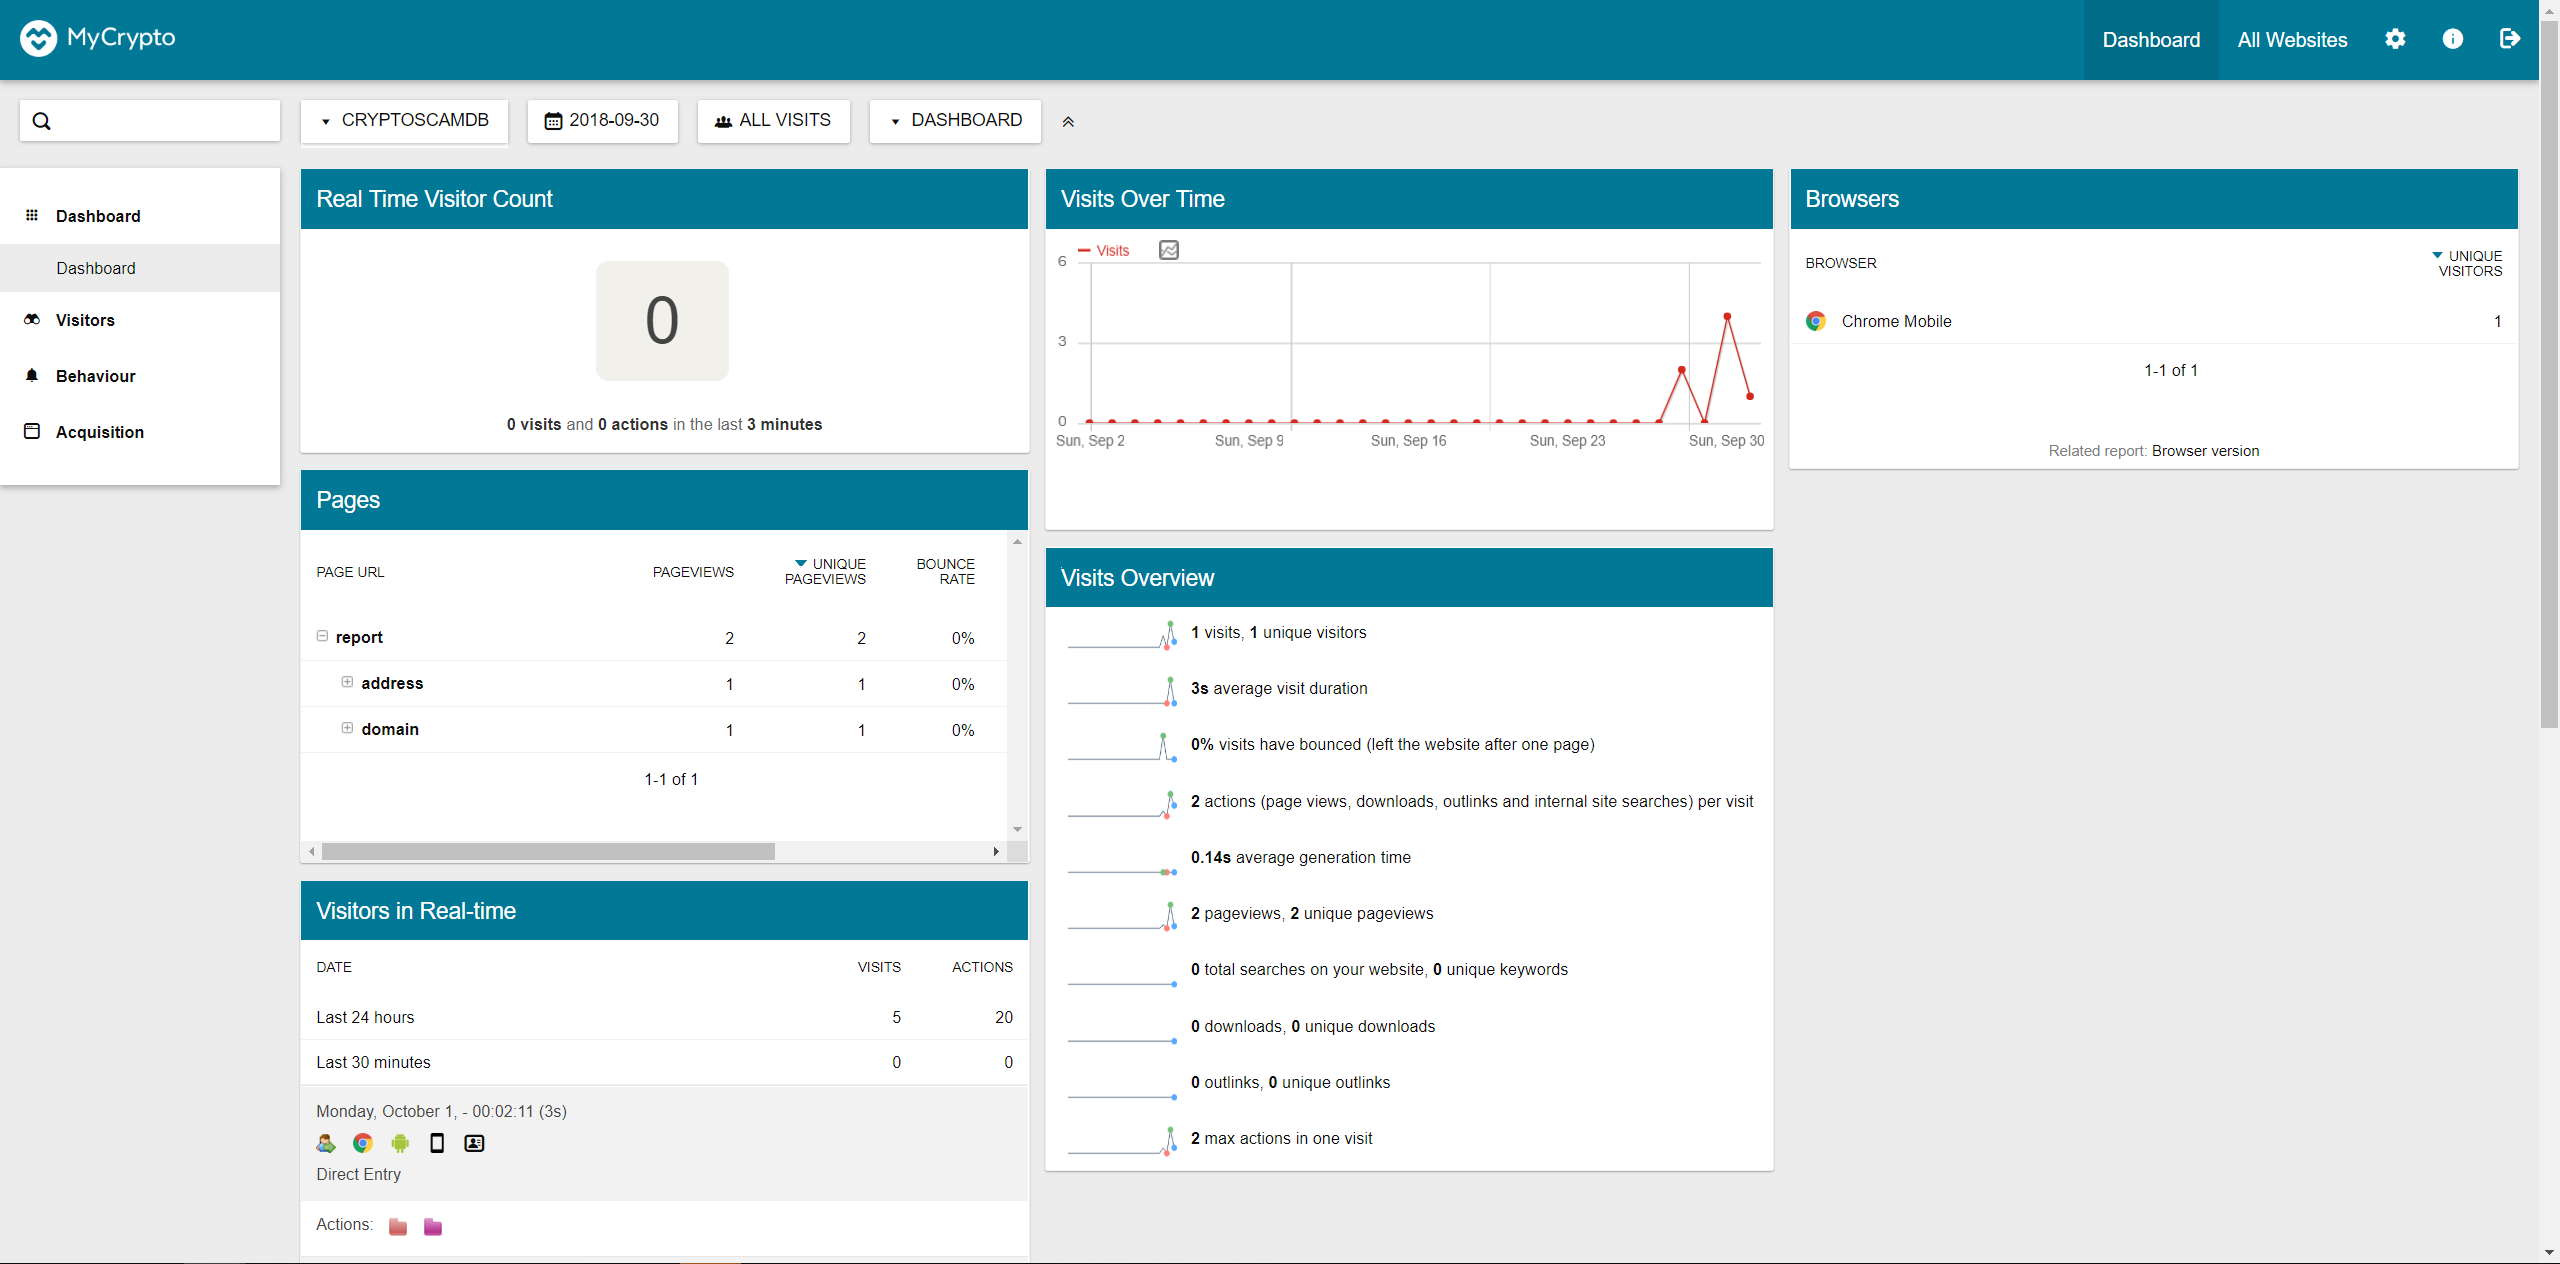 MyCrypto
Dashboard
All Websites
CRYPTOSCAMDB
2018-09-30
ALL VISITS
DASHBOARD
Dashboard
Dashboard
Visitors
Behaviour
Acquisition
Real Time Visitor Count
0
0 visits and 0 actions in the last 3 minutes
Pages
PAGE URL PAGEVIEWS UNIQUE PAGEVIEWS BOUNCE RATE
report 2 2 0%
address 1 1 0%
domain 1 1 0%
1-1 of 1
Visitors in Real-time
DATE VISITS ACTIONS
Last 24 hours 5 20
Last 30 minutes 0 0
Monday, October 1, - 00:02:11 (3s)
Direct Entry
Actions:
Visits Over Time
Visits
6
3
0
Sun, Sep 2 Sun, Sep 9 Sun, Sep 16 Sun, Sep 23 Sun, Sep 30
Visits Overview
1 visits, 1 unique visitors
3s average visit duration
0% visits have bounced (left the website after one page)
2 actions (page views, downloads, outlinks and internal site searches) per visit
0.14s average generation time
2 pageviews, 2 unique pageviews
0 total searches on your website, 0 unique keywords
0 downloads, 0 unique downloads
0 outlinks, 0 unique outlinks
2 max actions in one visit
Browsers
BROWSER UNIQUE VISITORS
Chrome Mobile 1
1-1 of 1
Related report: Browser version